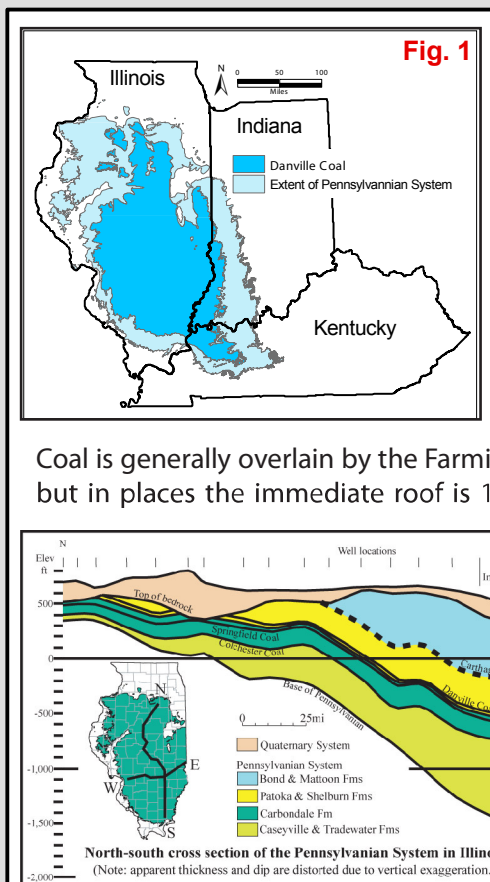 Fig. 1
N
0 50 100
Miles
Illinois
Indiana
Danville Coal
Extent of Pennsylvannian System
Kentucky
Coal is generally overlain by the Farmi
but in places the immediate roof is 1
N
Elev
ft
Well locations
In
Top of bedrock
500
Springfield Coal
Colchester Coal
Carthag
0
Danville Co
Base of Pennsylvanian
-500
N
0 25mi
E
W
S
Quaternary System
Pennsylvanian System
Bond & Mattoon Fms
Patoka & Shelburn Fms
Carbondale Fm
Caseyville & Tradewater Fms
-1,000
-1,500
North-south cross section of the Pennsylvanian System in Illino
(Note: apparent thickness and dip are distorted due to vertical exaggeration.
-2,000